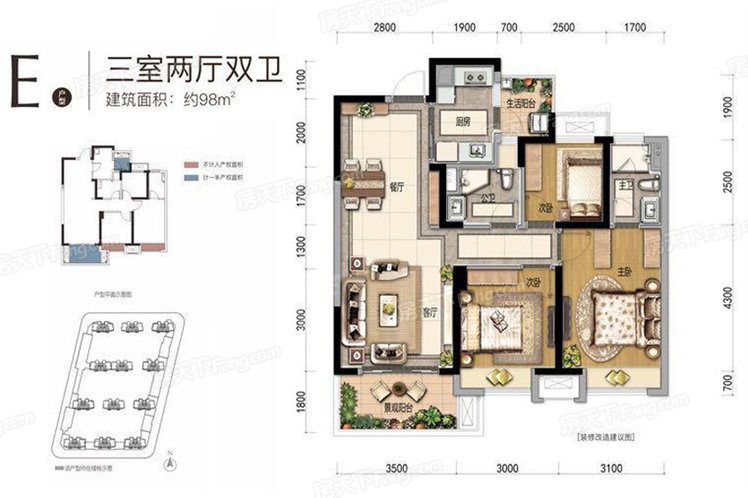 E 户型
三室两厅双卫
建筑面积：约98m²
不计入产权面积
计一半产权面积
户型平面示意图
该户型所在楼栋示意
N
2800 1900 700 2500 1700
1100
2000
1700
1300
3000
1800
1900
2500
4300
700
厨房
生活阳台
餐厅
公卫
次卧
主卫
次卧
主卧
客厅
景观阳台
[装修改造建议图]
3500 3000 3100
房天下Fang.com